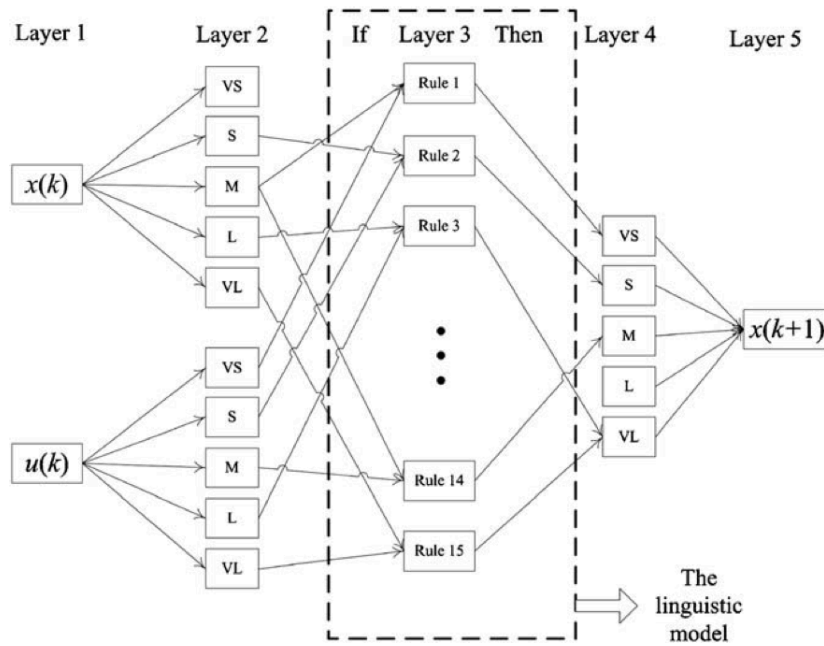 Layer 1
Layer 2
If
Layer 3
Then
Layer 4
Layer 5
x(k)
u(k)
VS
S
M
L
VL
VS
S
M
L
VL
Rule 1
Rule 2
Rule 3
Rule 14
Rule 15
VS
S
M
L
VL
x(k+1)
The
linguistic
model